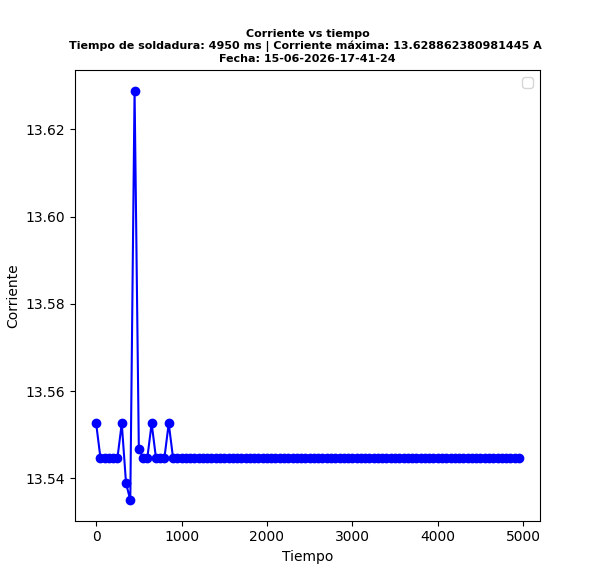 Corriente vs tiempo
Tiempo de soldadura: 4950 ms | Corriente máxima: 13.628862380981445 A
Fecha: 15-06-2026-17-41-24
13.62
13.60
13.58
13.56
13.54
Corriente
0 1000 2000 3000 4000 5000
Tiempo